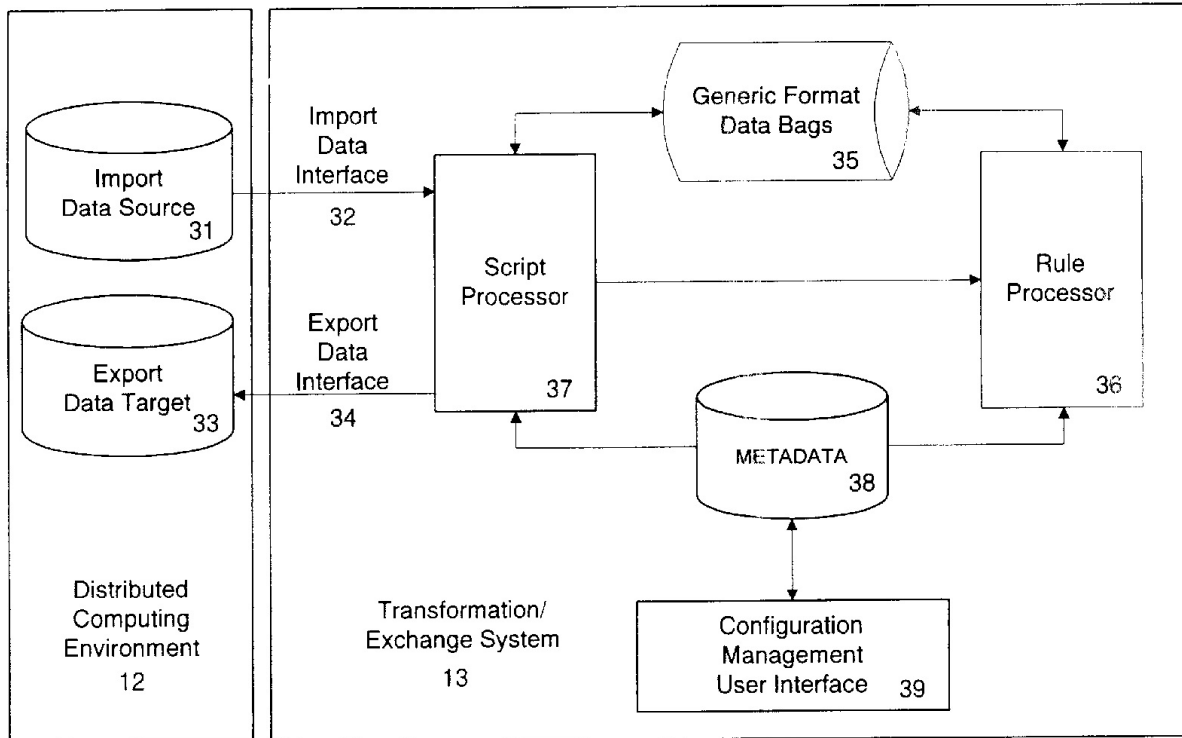 Import
Data Source
31
Export
Data Target
33
Distributed
Computing
Environment
12
Import
Data
Interface
32
Export
Data
Interface
34
Script
Processor
37
Generic Format
Data Bags
35
Rule
Processor
36
METADATA
38
Transformation/
Exchange System
13
Configuration
Management
User Interface
39